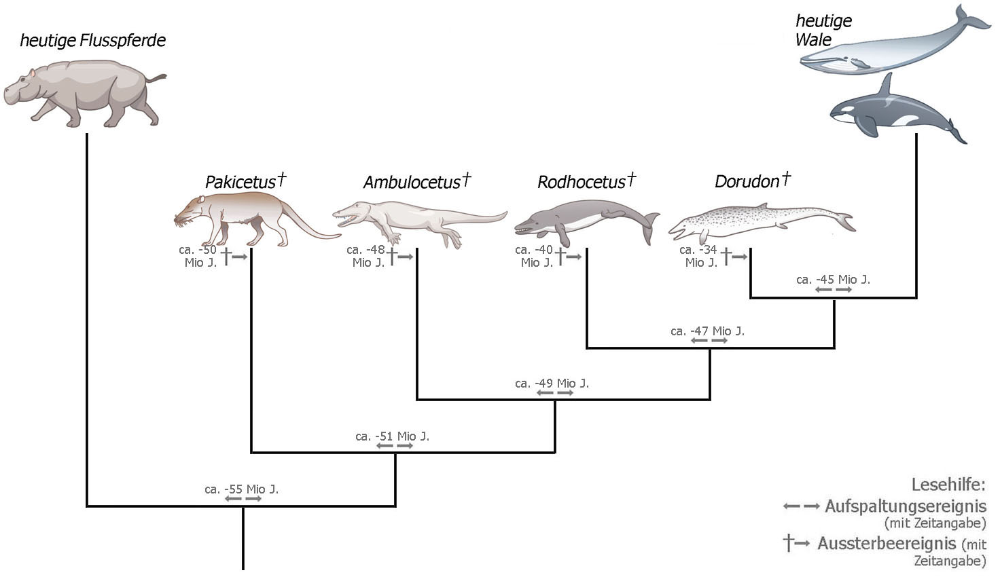 heutige Flusspferde
heutige
Wale
Pakicetus†
Ambulocetus†
Rodhocetus†
Dorudon†
ca. -50
Mio J.
ca. -48
Mio J.
ca. -40
Mio J.
ca. -34
Mio J.
ca. -45 Mio J.
ca. -47 Mio J.
ca. -49 Mio J.
ca. -51 Mio J.
ca. -55 Mio J.
Lesehilfe:
Aufspaltungsereignis
(mit Zeitangabe)
Aussterbeereignis (mit
Zeitangabe)